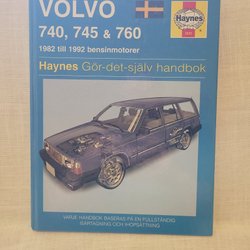 VOLVO
740, 745 & 760
1982 till 1992 bensinmotorer
Haynes
Haynes Gör-det-själv handbok
VARJE HANDBOK BASERAS PÅ EN FULLSTÄNDIG
ISÄRTAGNING OCH IHOPSÄTTNING